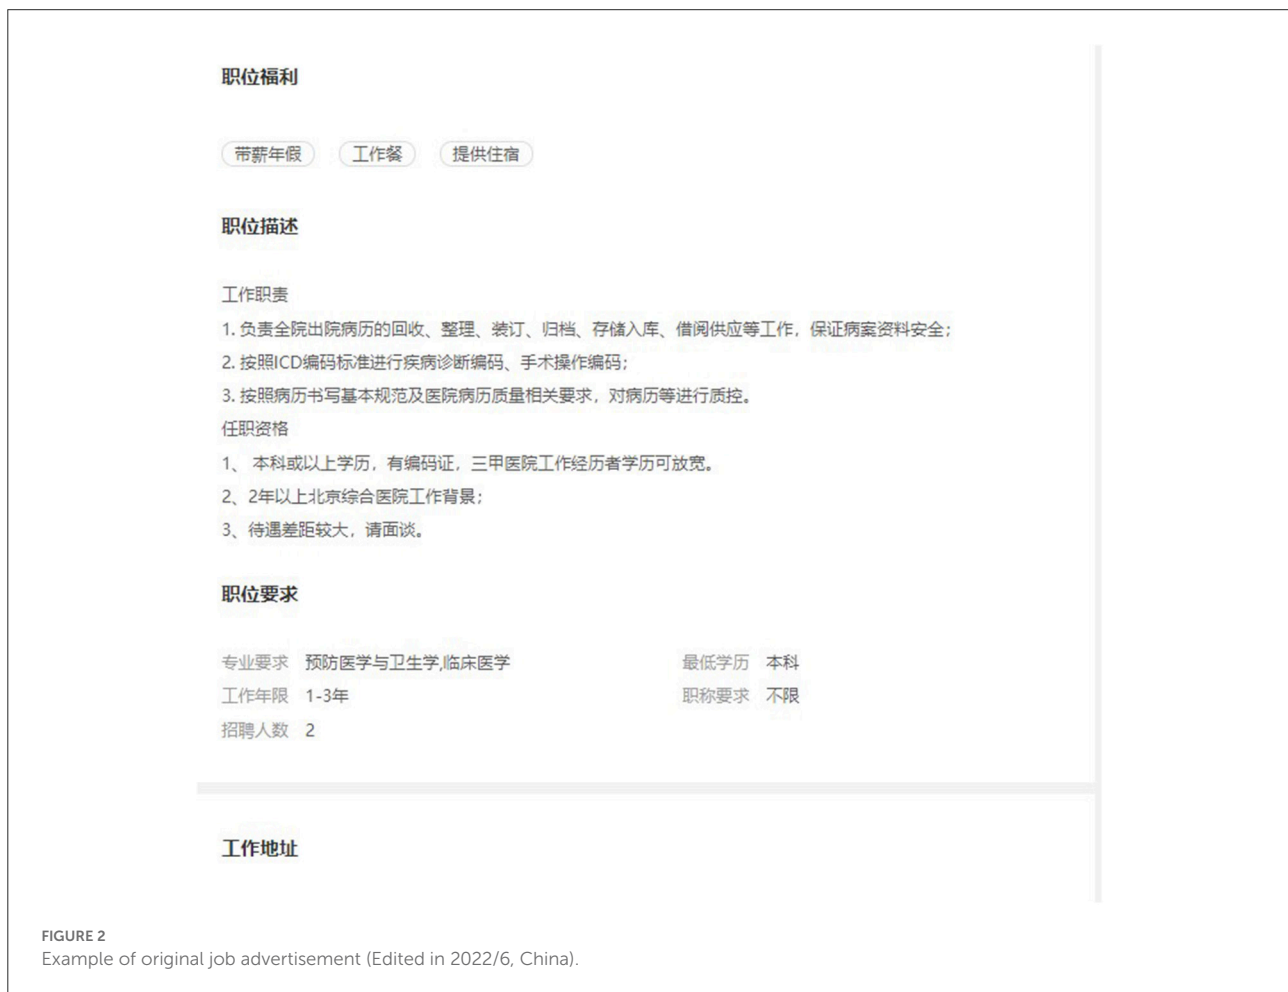 职位福利
带薪年假 工作餐 提供住宿
职位描述
工作职责
1. 负责全院出院病历的回收、整理、装订、归档、存储入库、借阅供应等工作，保证病案资料安全；
2. 按照ICD编码标准进行疾病诊断编码、手术操作编码；
3. 按照病历书写基本规范及医院病历质量相关要求，对病历等进行质控。
任职资格
1、 本科或以上学历，有编码证，三甲医院工作经历者学历可放宽。
2、2年以上北京综合医院工作背景；
3、待遇差距较大，请面谈。
职位要求
专业要求 预防医学与卫生学,临床医学 最低学历 本科
工作年限 1-3年 职称要求 不限
招聘人数 2
工作地址
FIGURE 2
Example of original job advertisement (Edited in 2022/6, China).